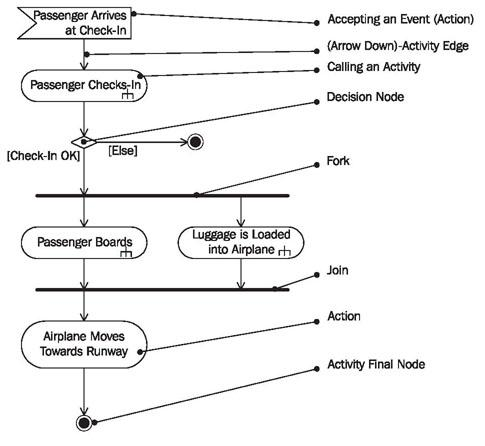 Passenger Arrives
at Check-In
Accepting an Event (Action)
(Arrow Down)-Activity Edge
Calling an Activity
Passenger Checks-In
Decision Node
[Check-In OK]
[Else]
Fork
Passenger Boards
Luggage is Loaded
into Airplane
Join
Action
Airplane Moves
Towards Runway
Activity Final Node